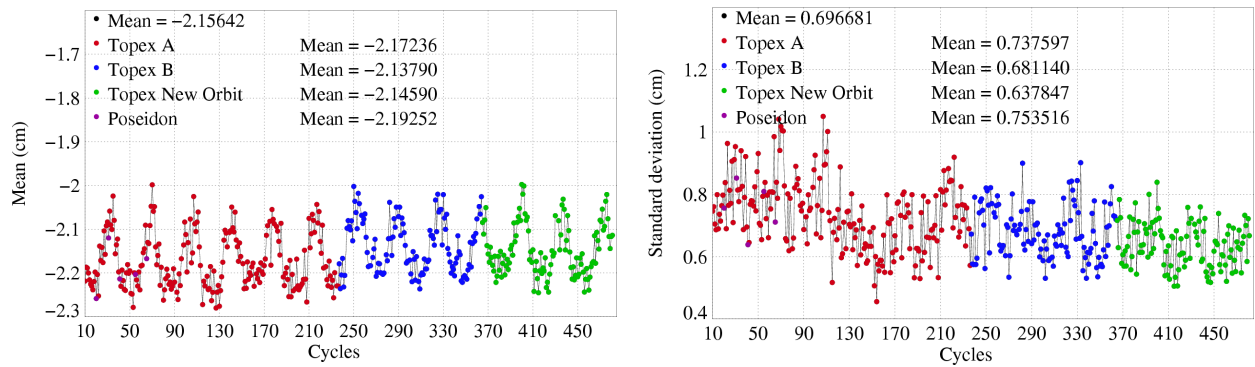 Mean = −2.15642
Topex A Mean = −2.17236
Topex B Mean = −2.13790
Topex New Orbit Mean = −2.14590
Poseidon Mean = −2.19252
−1.7
−1.8
−1.9
−2
−2.1
−2.2
−2.3
Mean (cm)
10 50 90 130 170 210 250 290 330 370 410 450
Cycles
Mean = 0.696681
Topex A Mean = 0.737597
Topex B Mean = 0.681140
Topex New Orbit Mean = 0.637847
Poseidon Mean = 0.753516
1.2
1
0.8
0.6
0.4
Standard deviation (cm)
10 50 90 130 170 210 250 290 330 370 410 450
Cycles